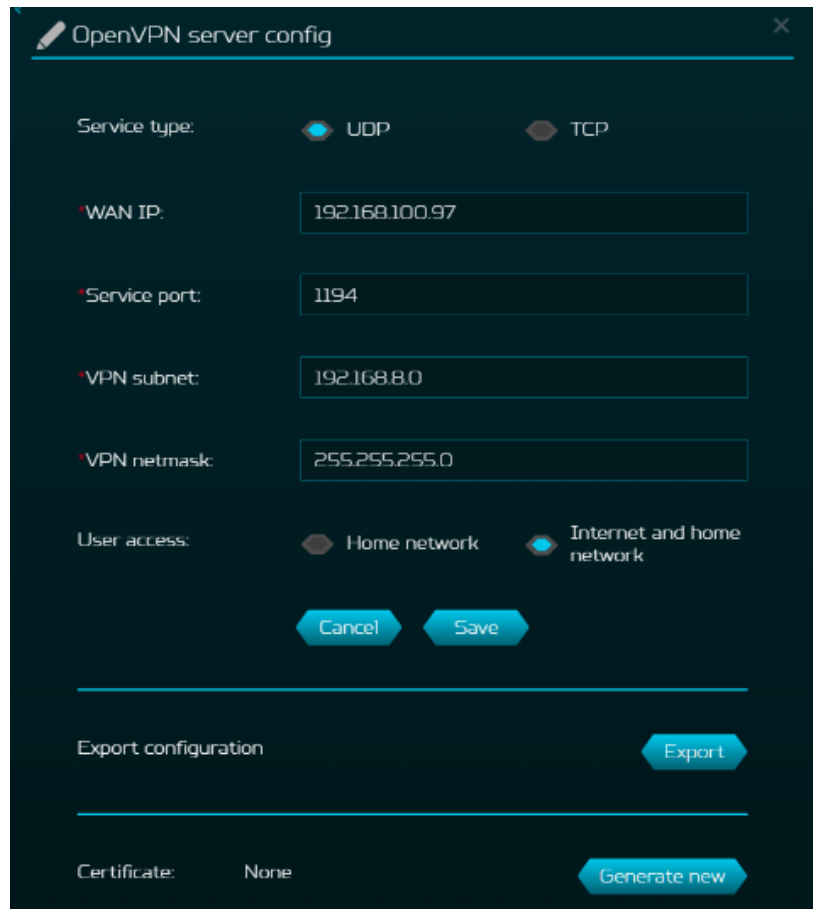 OpenVPN server config
Service type: UDP TCP
*WAN IP: 192.168.100.97
*Service port: 1194
*VPN subnet: 192.168.8.0
*VPN netmask: 255.255.255.0
User access: Home network Internet and home
network
Cancel Save
Export configuration Export
Certificate: None Generate new